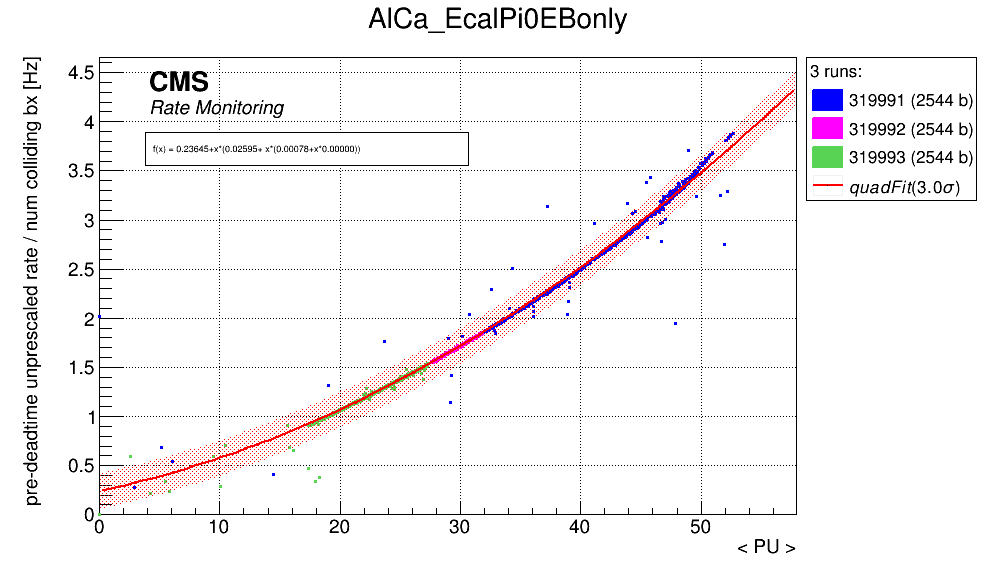 AlCa_EcalPi0EBonly
pre-deadtime unprescaled rate / num colliding bx [Hz]
4.5
4
3.5
3
2.5
2
1.5
1
0.5
0
CMS
Rate Monitoring
f(x) = 0.23645+x*(0.02595+ x*(0.00078+x*0.00000))
3 runs:
319991 (2544 b)
319992 (2544 b)
319993 (2544 b)
quadFit(3.0σ)
0 10 20 30 40 50
< PU >